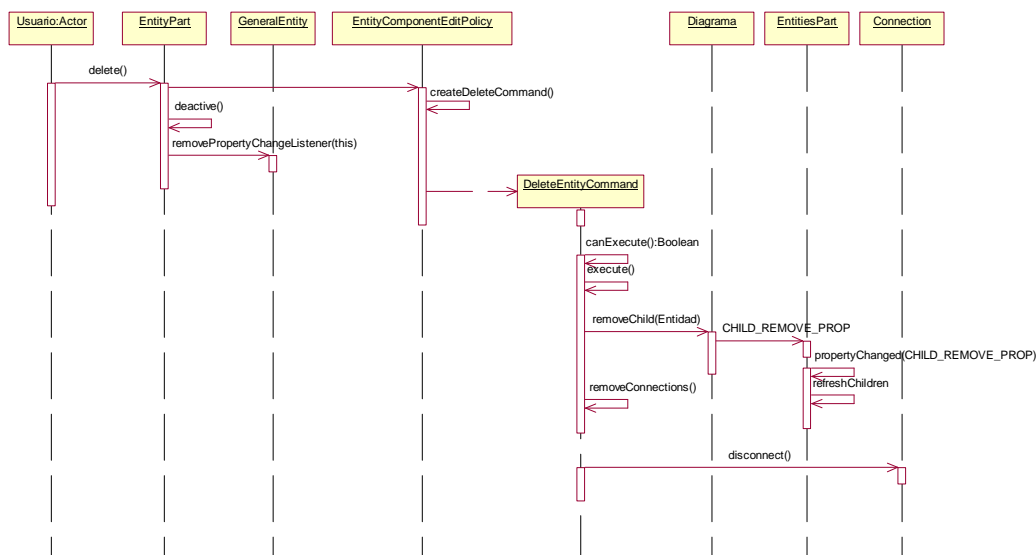 Usuario:Actor
EntityPart
GeneralEntity
EntityComponentEditPolicy
Diagrama
EntitiesPart
Connection
delete()
createDeleteCommand()
deactive()
removePropertyChangeListener(this)
DeleteEntityCommand
canExecute():Boolean
execute()
removeChild(Entidad)
CHILD_REMOVE_PROP
propertyChanged(CHILD_REMOVE_PROP)
refreshChildren
removeConnections()
disconnect()